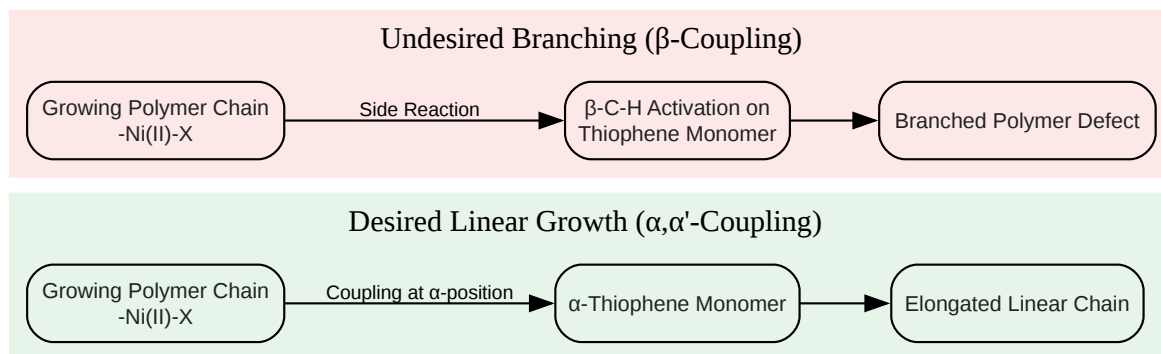 Undesired Branching (β-Coupling)
Growing Polymer Chain
-Ni(II)-X
Side Reaction
β-C-H Activation on
Thiophene Monomer
Branched Polymer Defect
Desired Linear Growth (α,α'-Coupling)
Growing Polymer Chain
-Ni(II)-X
Coupling at α-position
α-Thiophene Monomer
Elongated Linear Chain